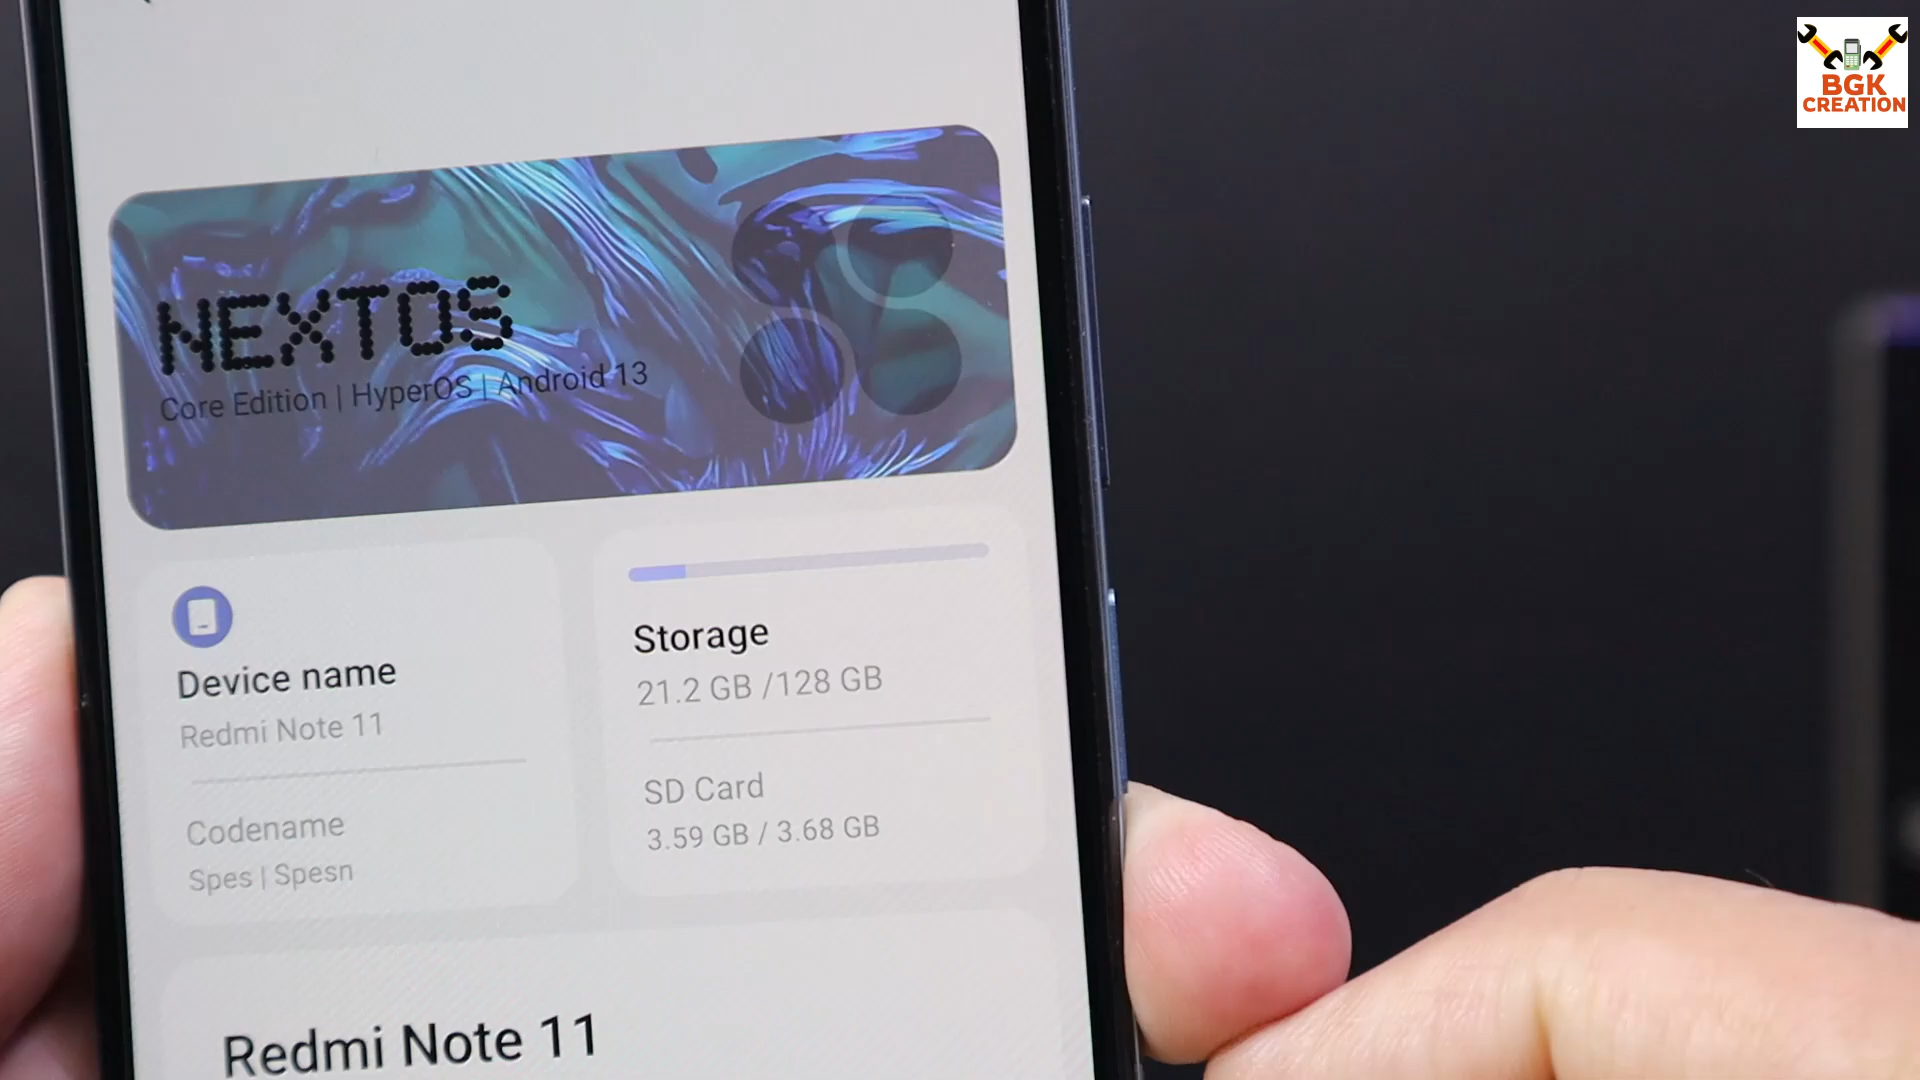 BGK
CREATION
NEXTOS
Core Edition | HyperOS | Android 13
Device name
Redmi Note 11
Codename
Spes | Spesn
Storage
21.2 GB /128 GB
SD Card
3.59 GB / 3.68 GB
Redmi Note 11